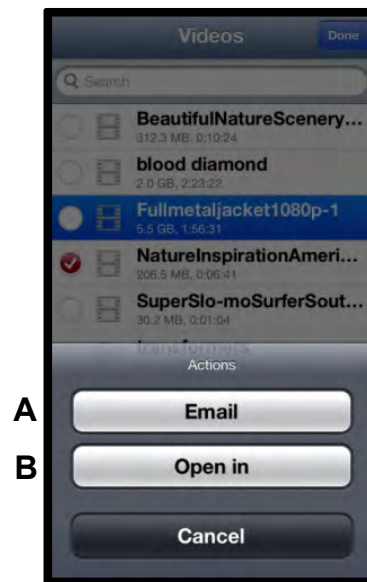 Videos
Done
Search
BeautifulNatureScenery...
312.3 MB, 0:10:24
blood diamond
2.0 GB, 2:23:22
Fullmetaljacket1080p-1
5.5 GB, 1:56:31
NatureInspirationAmeri...
206.5 MB, 0:06:41
SuperSlo-moSurferSout...
30.2 MB, 0:01:04
transformers
Actions
A
Email
B
Open in
Cancel